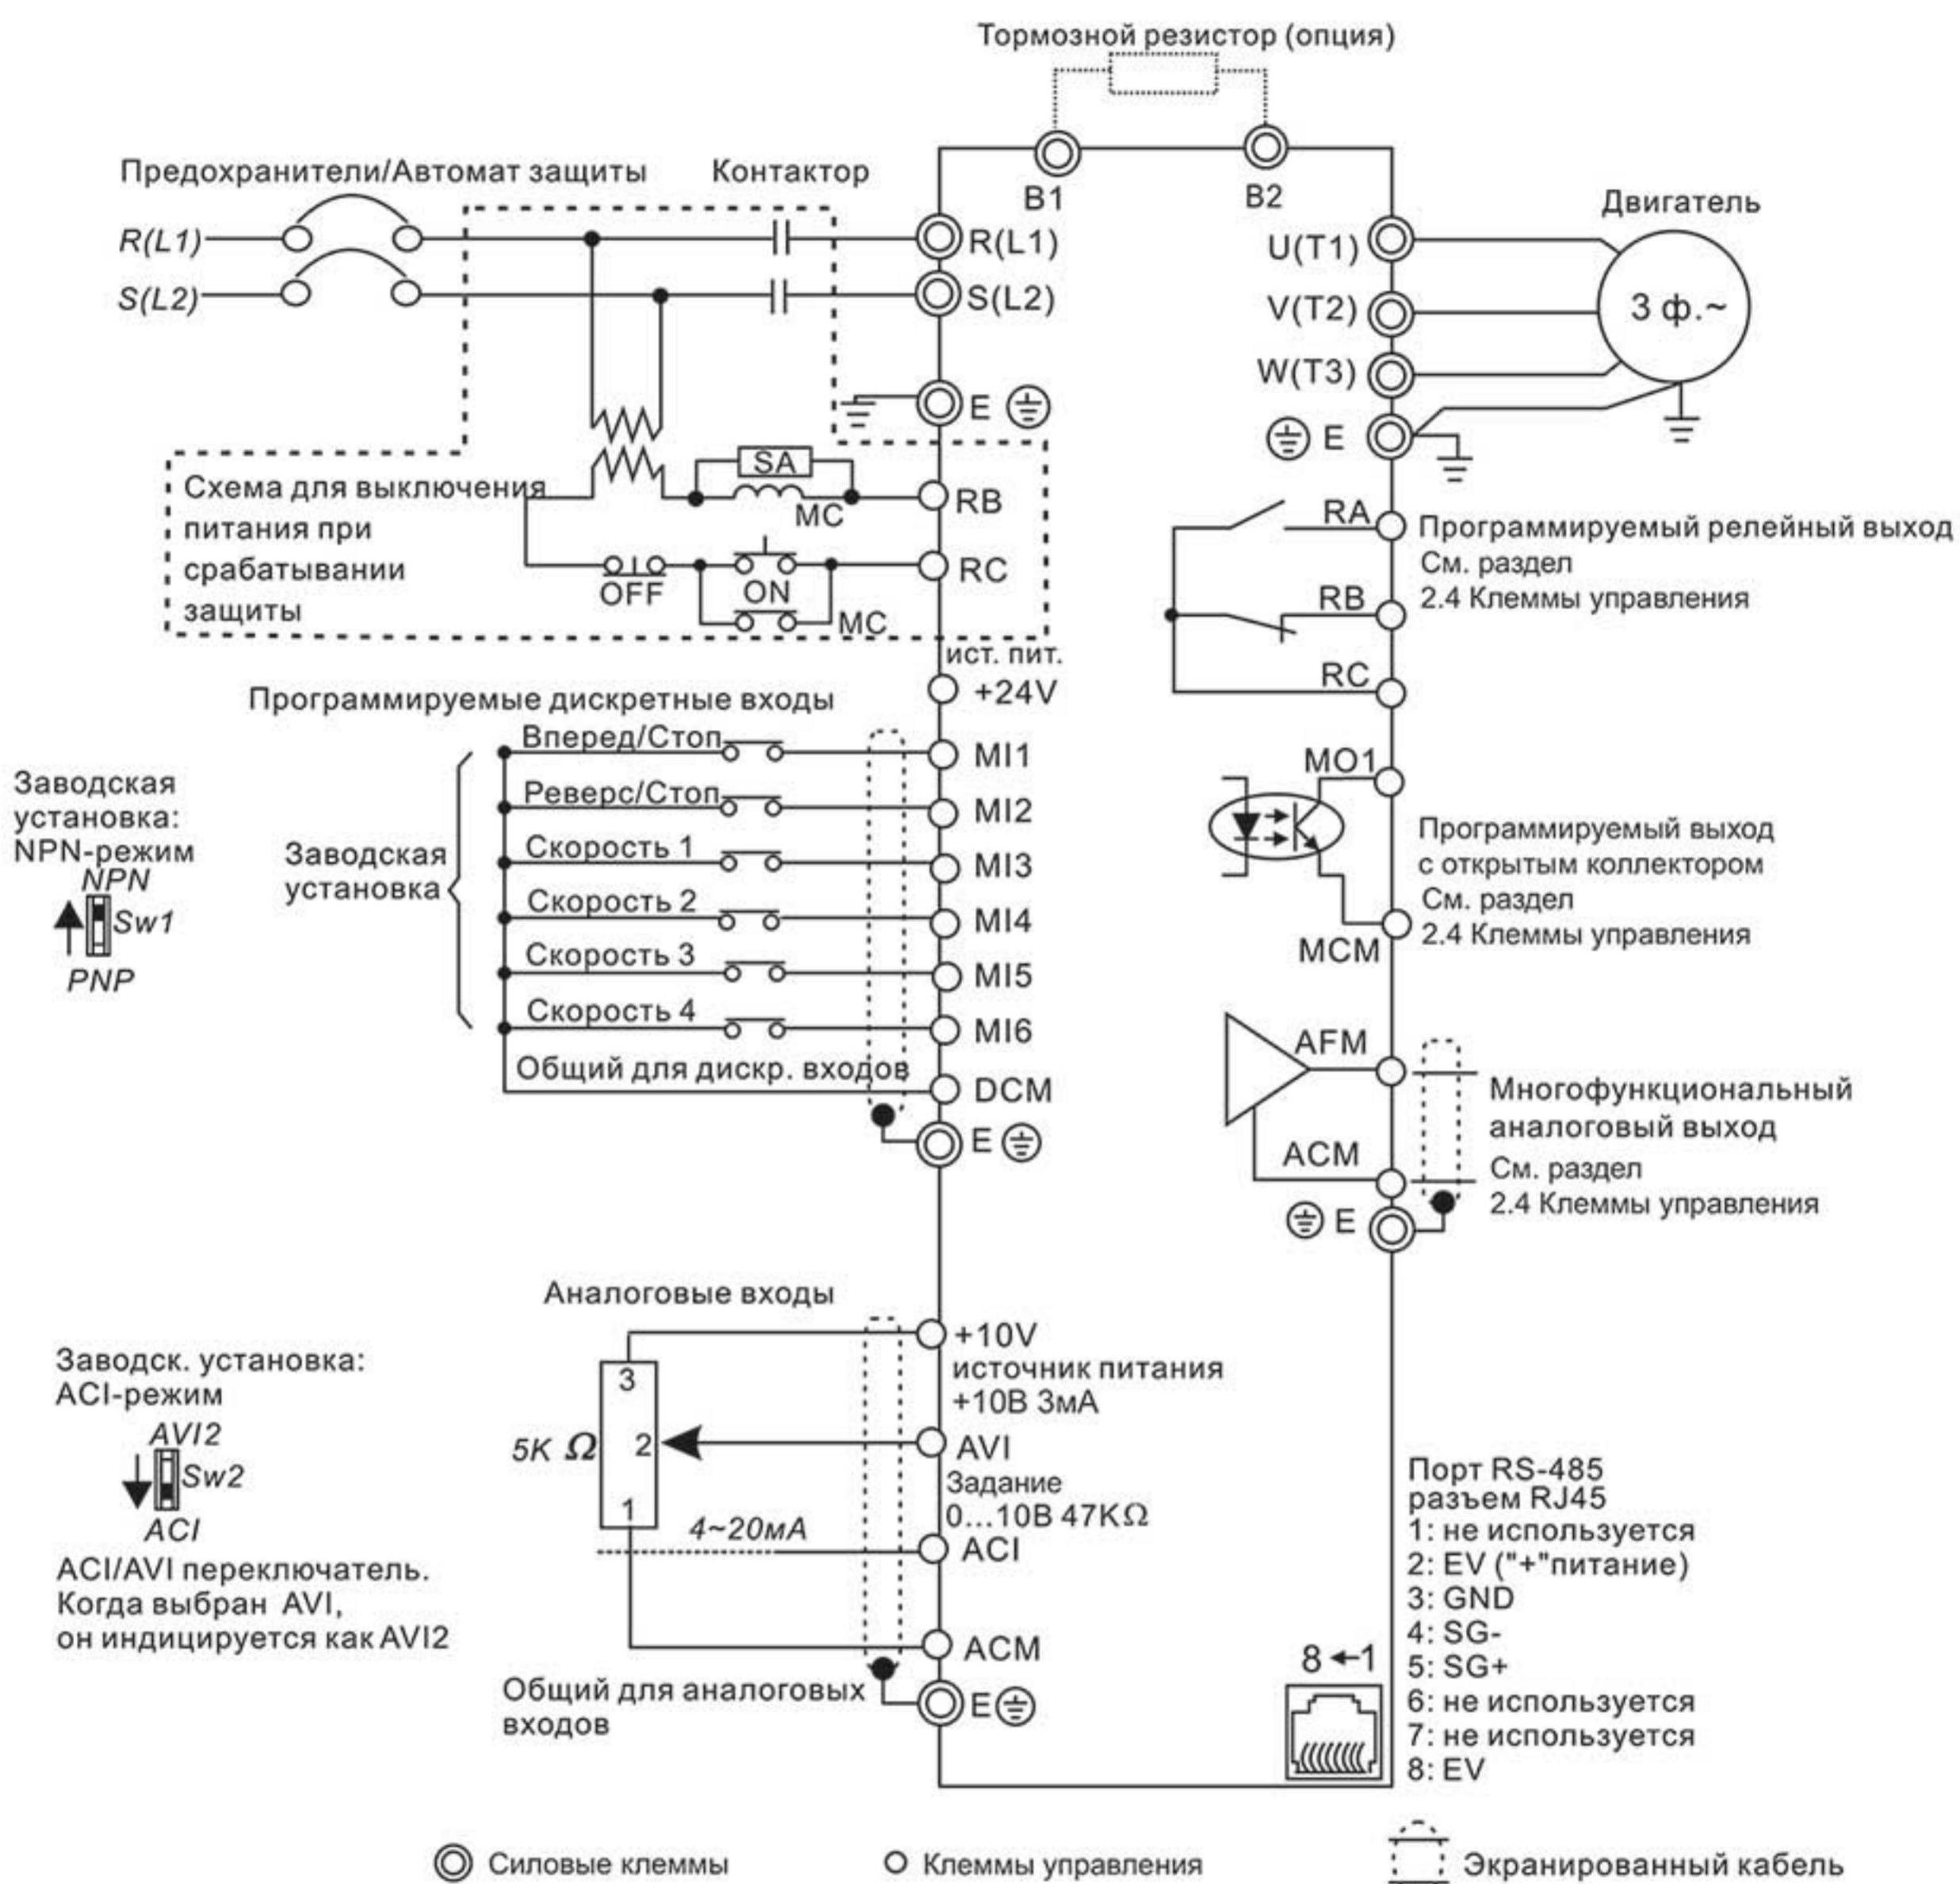 Тормозной резистор (опция)
B1
B2
Предохранители/Автомат защиты
Контактор
R(L1)
S(L2)
R(L1)
S(L2)
E
Схема для выключения
питания при
срабатывании
защиты
SA
MC
RB
OFF
ON
MC
RC
Двигатель
U(T1)
V(T2)
W(T3)
3 ф.~
E
RA
RB
RC
Программируемый релейный выход
См. раздел
2.4 Клеммы управления
ист. пит.
+24V
Программируемые дискретные входы
Заводская
установка:
NPN-режим
NPN
Sw1
PNP
Заводская
установка
Вперед/Стоп
MI1
Реверс/Стоп
MI2
Скорость 1
MI3
Скорость 2
MI4
Скорость 3
MI5
Скорость 4
MI6
Общий для дискр. входов
DCM
E
MO1
MCM
Программируемый выход
с открытым коллектором
См. раздел
2.4 Клеммы управления
AFM
ACM
E
Многофункциональный
аналоговый выход
См. раздел
2.4 Клеммы управления
Аналоговые входы
Заводск. установка:
ACI-режим
AVI2
Sw2
ACI
ACI/AVI переключатель.
Когда выбран AVI,
он индицируется как AVI2
3
5K Ω
2
1
4~20мА
+10V
источник питания
+10В 3мА
AVI
Задание
0...10В 47KΩ
ACI
ACM
Общий для аналоговых
входов
E
Порт RS-485
разъем RJ45
1: не используется
2: EV ("+"питание)
3: GND
4: SG-
5: SG+
6: не используется
7: не используется
8: EV
8 ←1
Силовые клеммы
Клеммы управления
Экранированный кабель